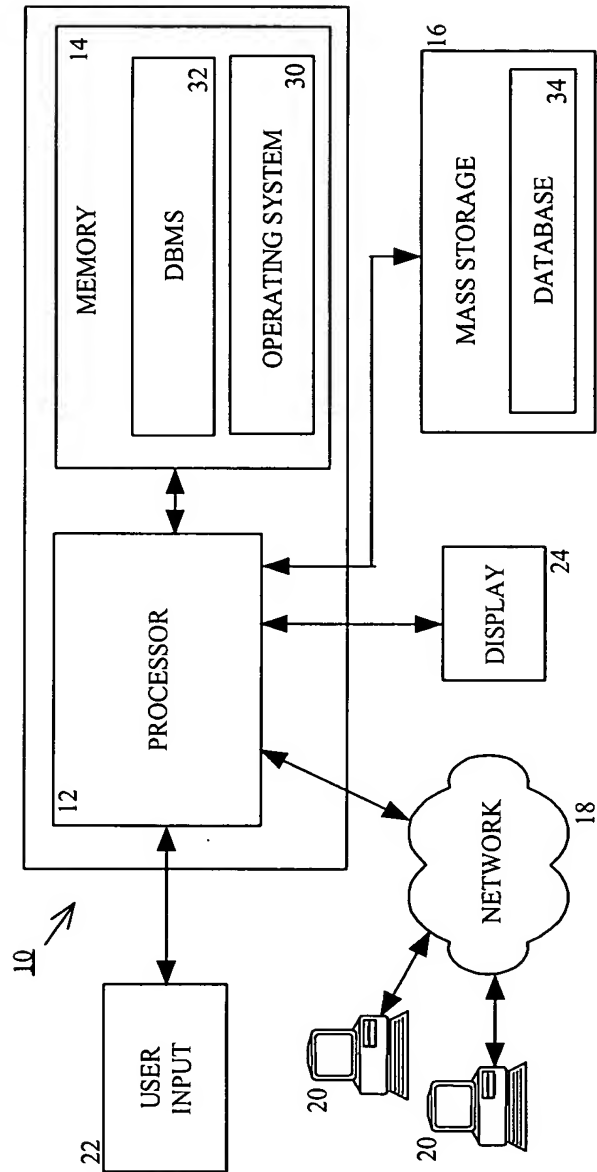 10
22
USER
INPUT
12
PROCESSOR
MEMORY
14
DBMS
32
OPERATING SYSTEM
30
20
20
NETWORK
18
DISPLAY
24
MASS STORAGE
16
DATABASE
34